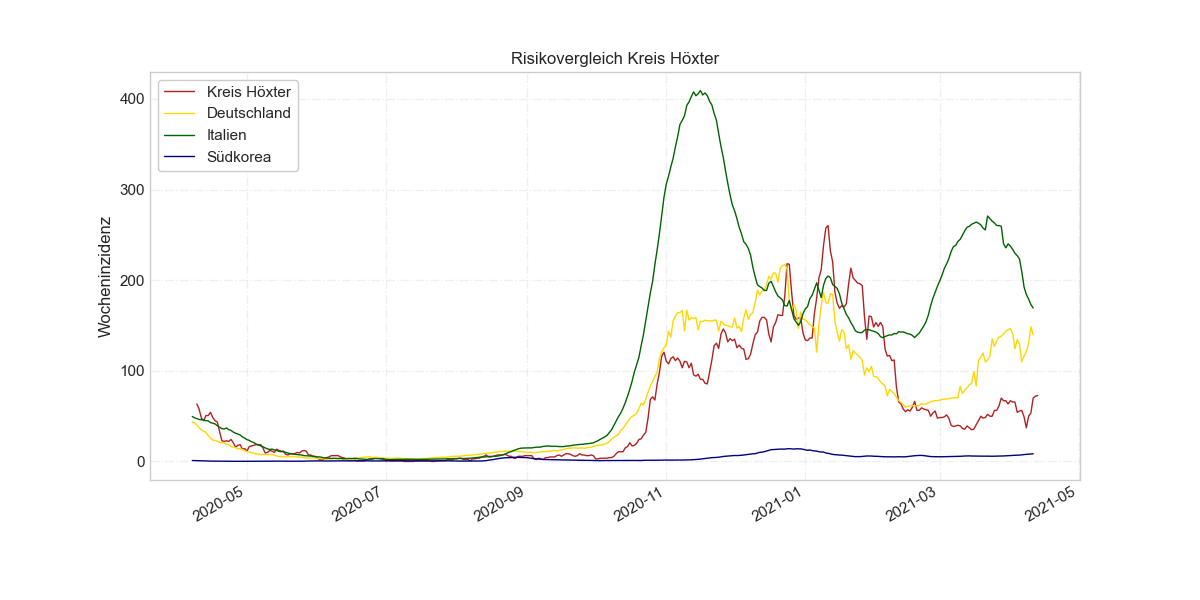 Risikovergleich Kreis Höxter
Kreis Höxter
Deutschland
Italien
Südkorea
Wocheninzidenz
400
300
200
100
0
2020-05
2020-07
2020-09
2020-11
2021-01
2021-03
2021-05